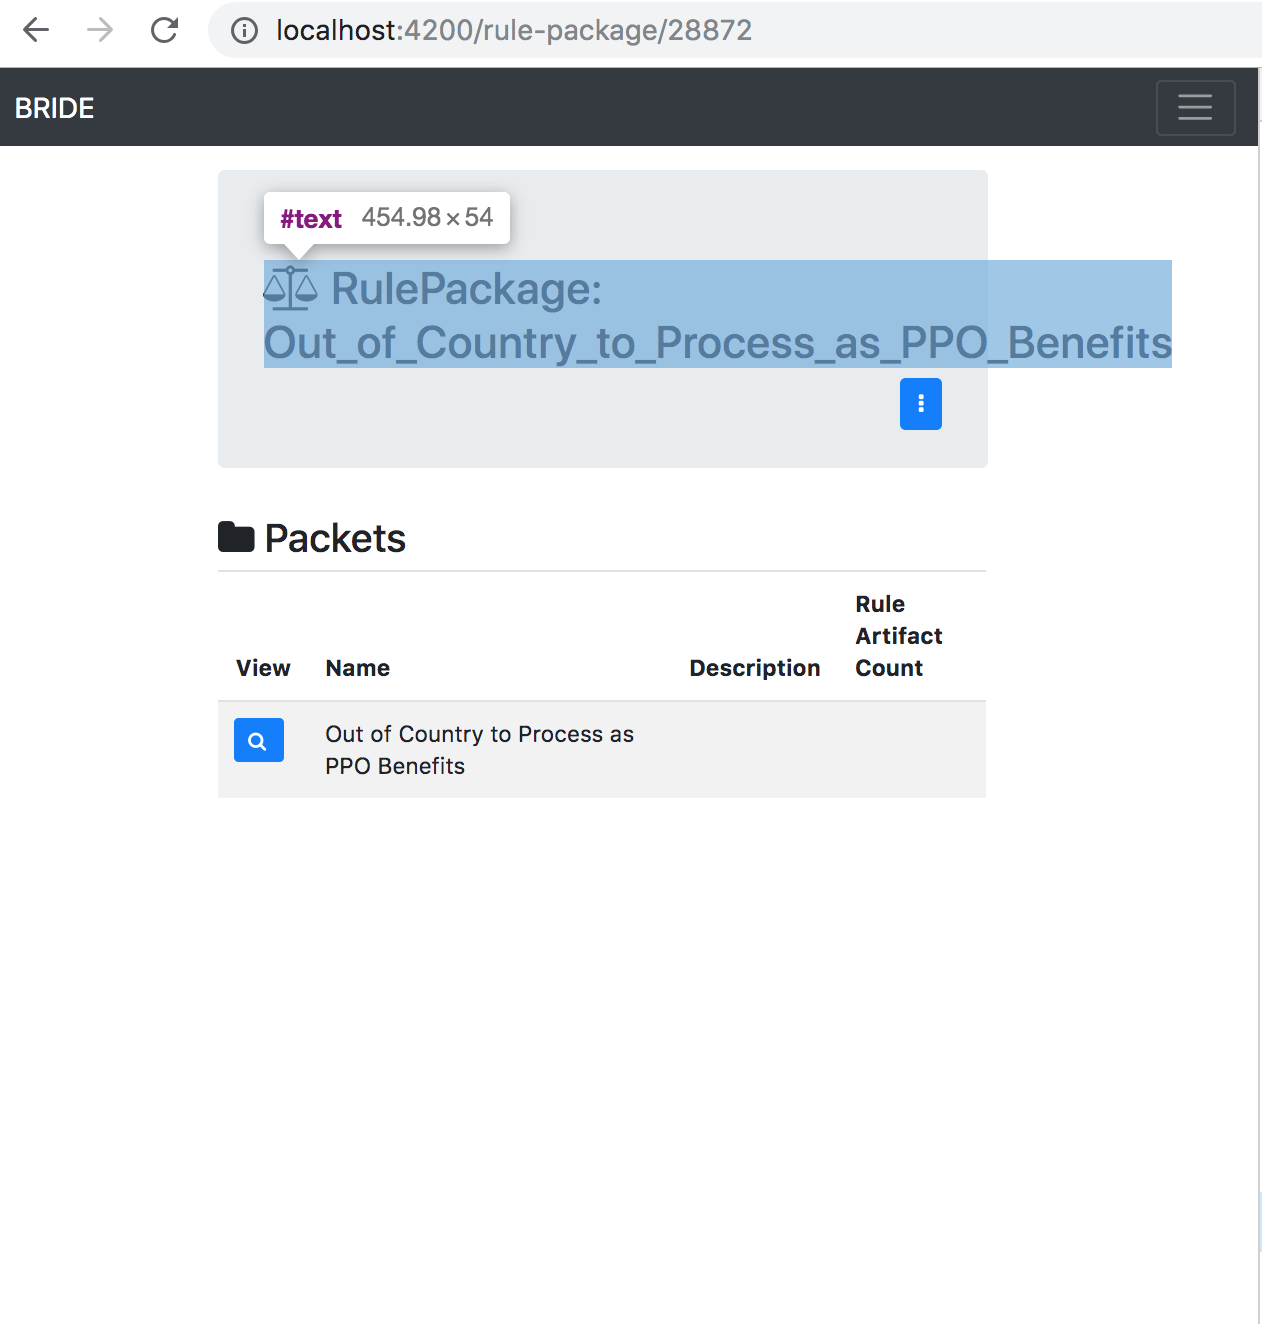 localhost:4200/rule-package/28872
BRIDE
#text 454.98×54
RulePackage:
Out_of_Country_to_Process_as_PPO_Benefits
Packets
View Name Description Rule
Artifact
Count
Out of Country to Process as
PPO Benefits